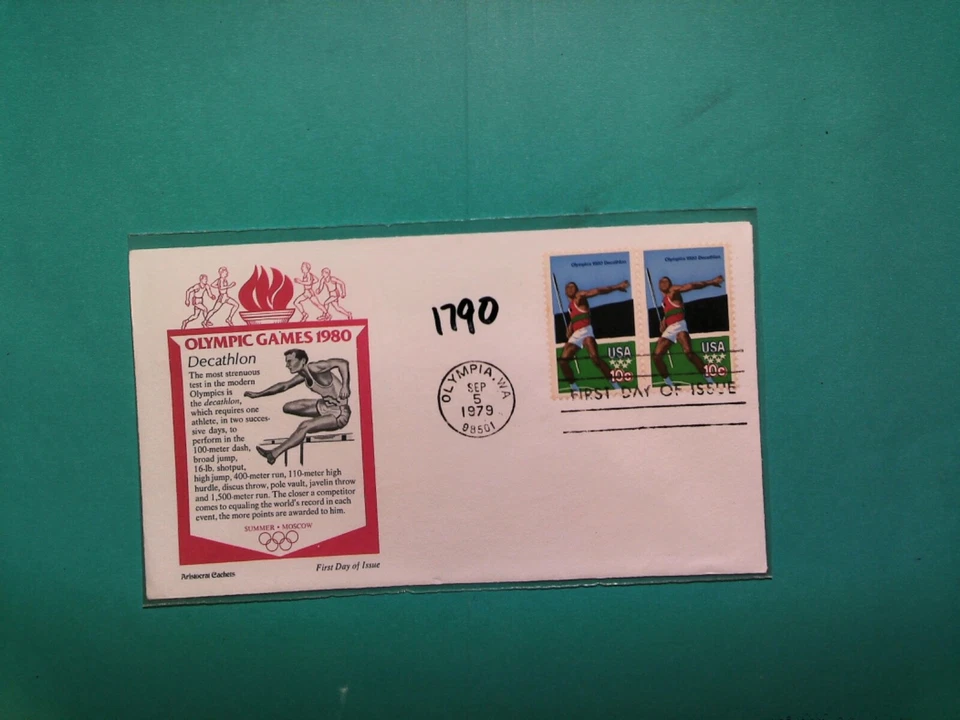 OLYMPIC GAMES 1980
Decathlon
The most strenuous
test in the modern
Olympics is
the decathlon,
which requires one
athlete, in two succes-
sive days, to
perform in the
100-meter dash,
broad jump,
16-lb. shotput,
high jump, 400-meter run, 110-meter high
hurdle, discus throw, pole vault, javelin throw
and 1,500-meter run. The closer a competitor
comes to equaling the world's record in each
event, the more points are awarded to him.
SUMMER • MOSCOW
Aristocrat Cachets
First Day of Issue
1790
OLYMPIA, WA
SEP
5
1979
98501
Olympics 1980 Decathlon
USA
10c
Olympics 1980 Decathlon
USA
10c
FIRST DAY OF ISSUE